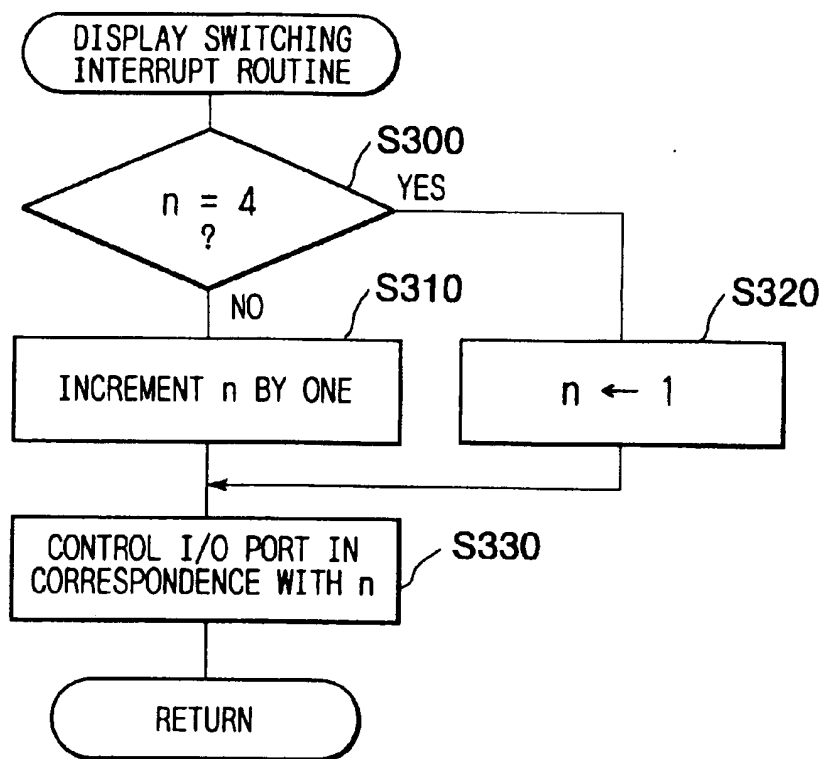 DISPLAY SWITCHING
INTERRUPT ROUTINE
S300
n = 4
?
YES
NO
S310
S320
INCREMENT n BY ONE
n ← 1
CONTROL I/O PORT IN
CORRESPONDENCE WITH n
S330
RETURN